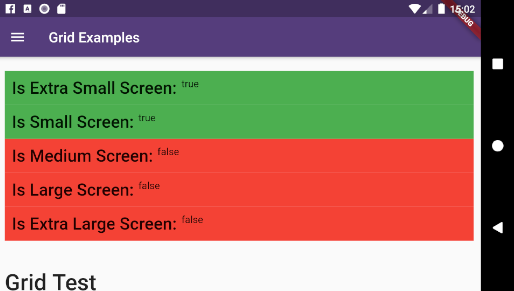 15:02
DEBUG
Grid Examples
Is Extra Small Screen: true
Is Small Screen: true
Is Medium Screen: false
Is Large Screen: false
Is Extra Large Screen: false
Grid Test